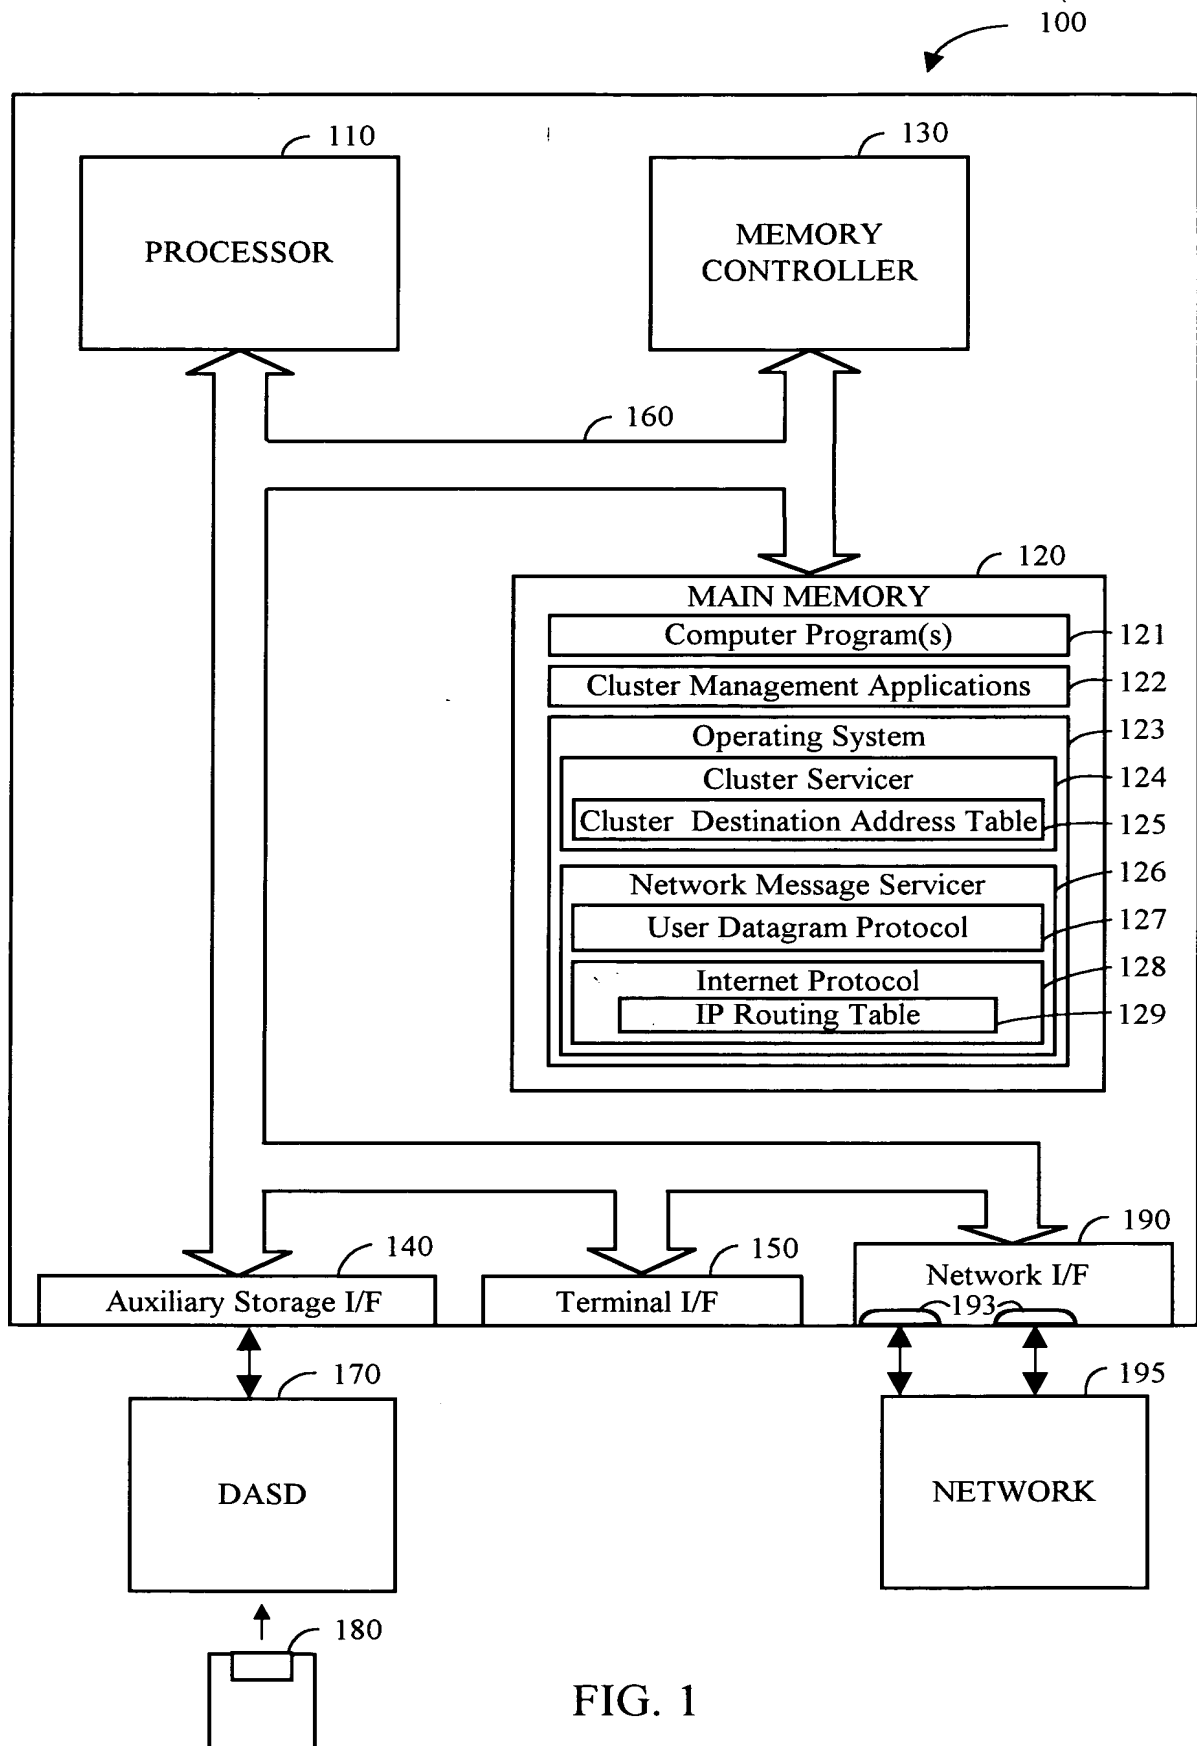 100
110
130
PROCESSOR
MEMORY
CONTROLLER
160
120
MAIN MEMORY
Computer Program(s)
121
Cluster Management Applications
122
Operating System
123
Cluster Servicer
124
Cluster Destination Address Table
125
Network Message Servicer
126
User Datagram Protocol
127
Internet Protocol
128
IP Routing Table
129
140
150
190
Auxiliary Storage I/F
Terminal I/F
Network I/F
193
170
195
DASD
NETWORK
180
FIG. 1